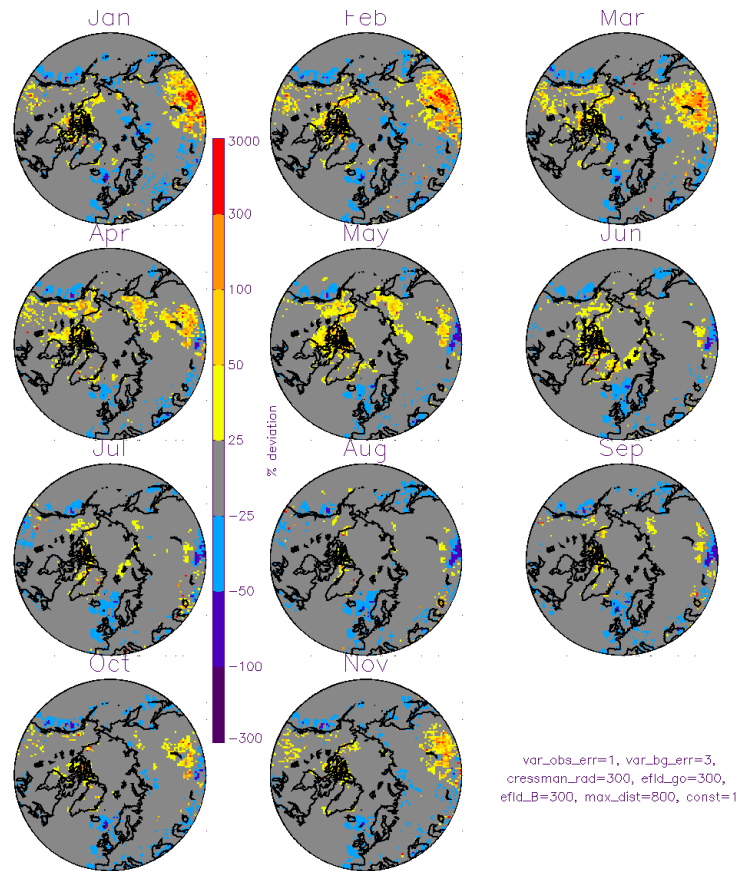 Jan Feb Mar
3000
300
100
50
25
-25
-50
-100
-300
% deviation
Apr May Jun
Jul Aug Sep
Oct Nov
var_obs_err=1, var_bg_err=3,
cressman_rad=300, efld_go=300,
efld_B=300, max_dist=800, const=1